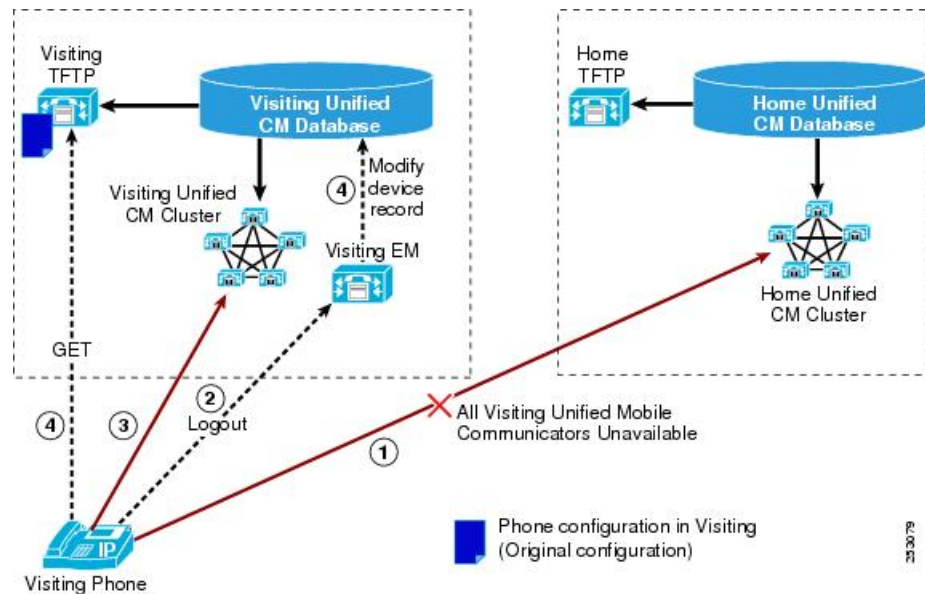 Visiting
TFTP
Visiting Unified
CM Database
Home
TFTP
Home Unified
CM Database
Visiting Unified
CM Cluster
4
Modify
device
record
Visiting EM
Home Unified
CM Cluster
GET
4
3
2
Logout
1
All Visiting Unified Mobile
Communicators Unavailable
IP
Visiting Phone
Phone configuration in Visiting
(Original configuration)
253079